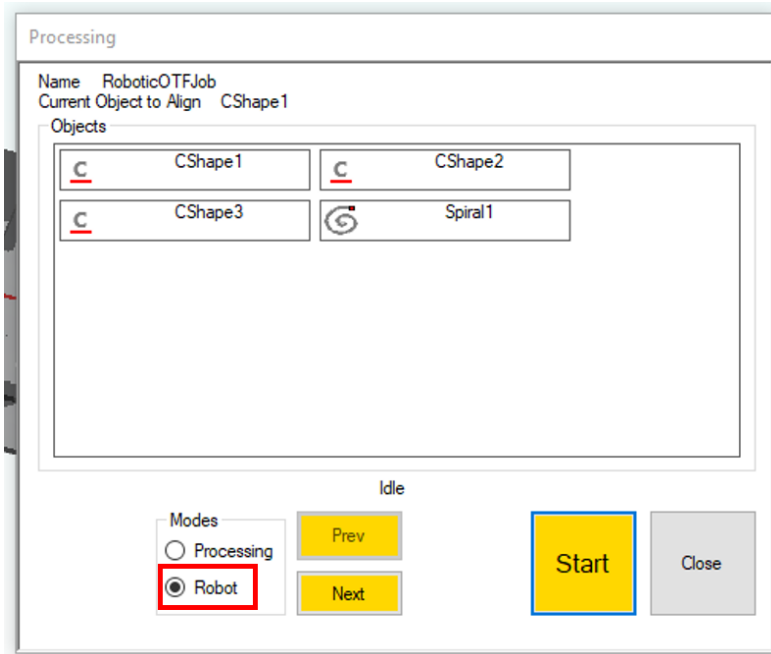 Processing
Name RoboticOTFJob
Current Object to Align CShape1
Objects
C CShape1
C CShape2
C CShape3
Spiral1
Idle
Modes
Processing
Robot
Prev
Next
Start
Close